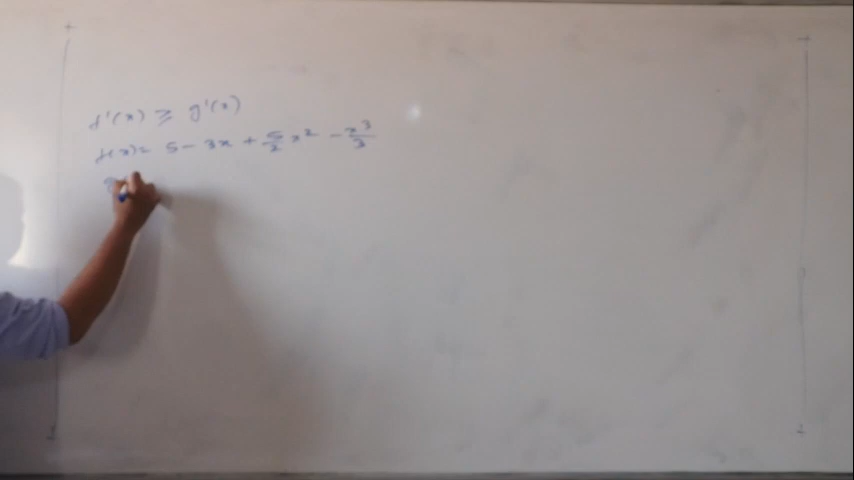 f'(x) ≥ g'(x)
f(x) = 5 - 3x + 5/2 x² - x³/3